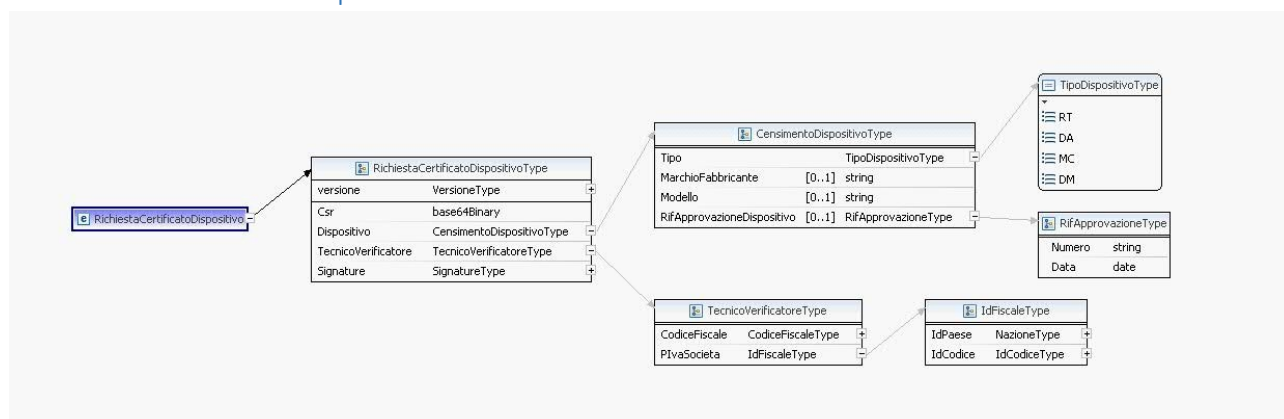 RichiestaCertificatoDispositivo
RichiestaCertificatoDispositivoType
versione VersioneType
Csr base64Binary
Dispositivo CensimentoDispositivoType
TecnicoVerificatore TecnicoVerificatoreType
Signature SignatureType
CensimentoDispositivoType
Tipo TipoDispositivoType
MarchioFabbricante [0..1] string
Modello [0..1] string
RifApprovazioneDispositivo [0..1] RifApprovazioneType
TipoDispositivoType
RT
DA
MC
DM
RifApprovazioneType
Numero string
Data date
TecnicoVerificatoreType
CodiceFiscale CodiceFiscaleType
PIvaSocieta IdFiscaleType
IdFiscaleType
IdPaese NazioneType
IdCodice IdCodiceType